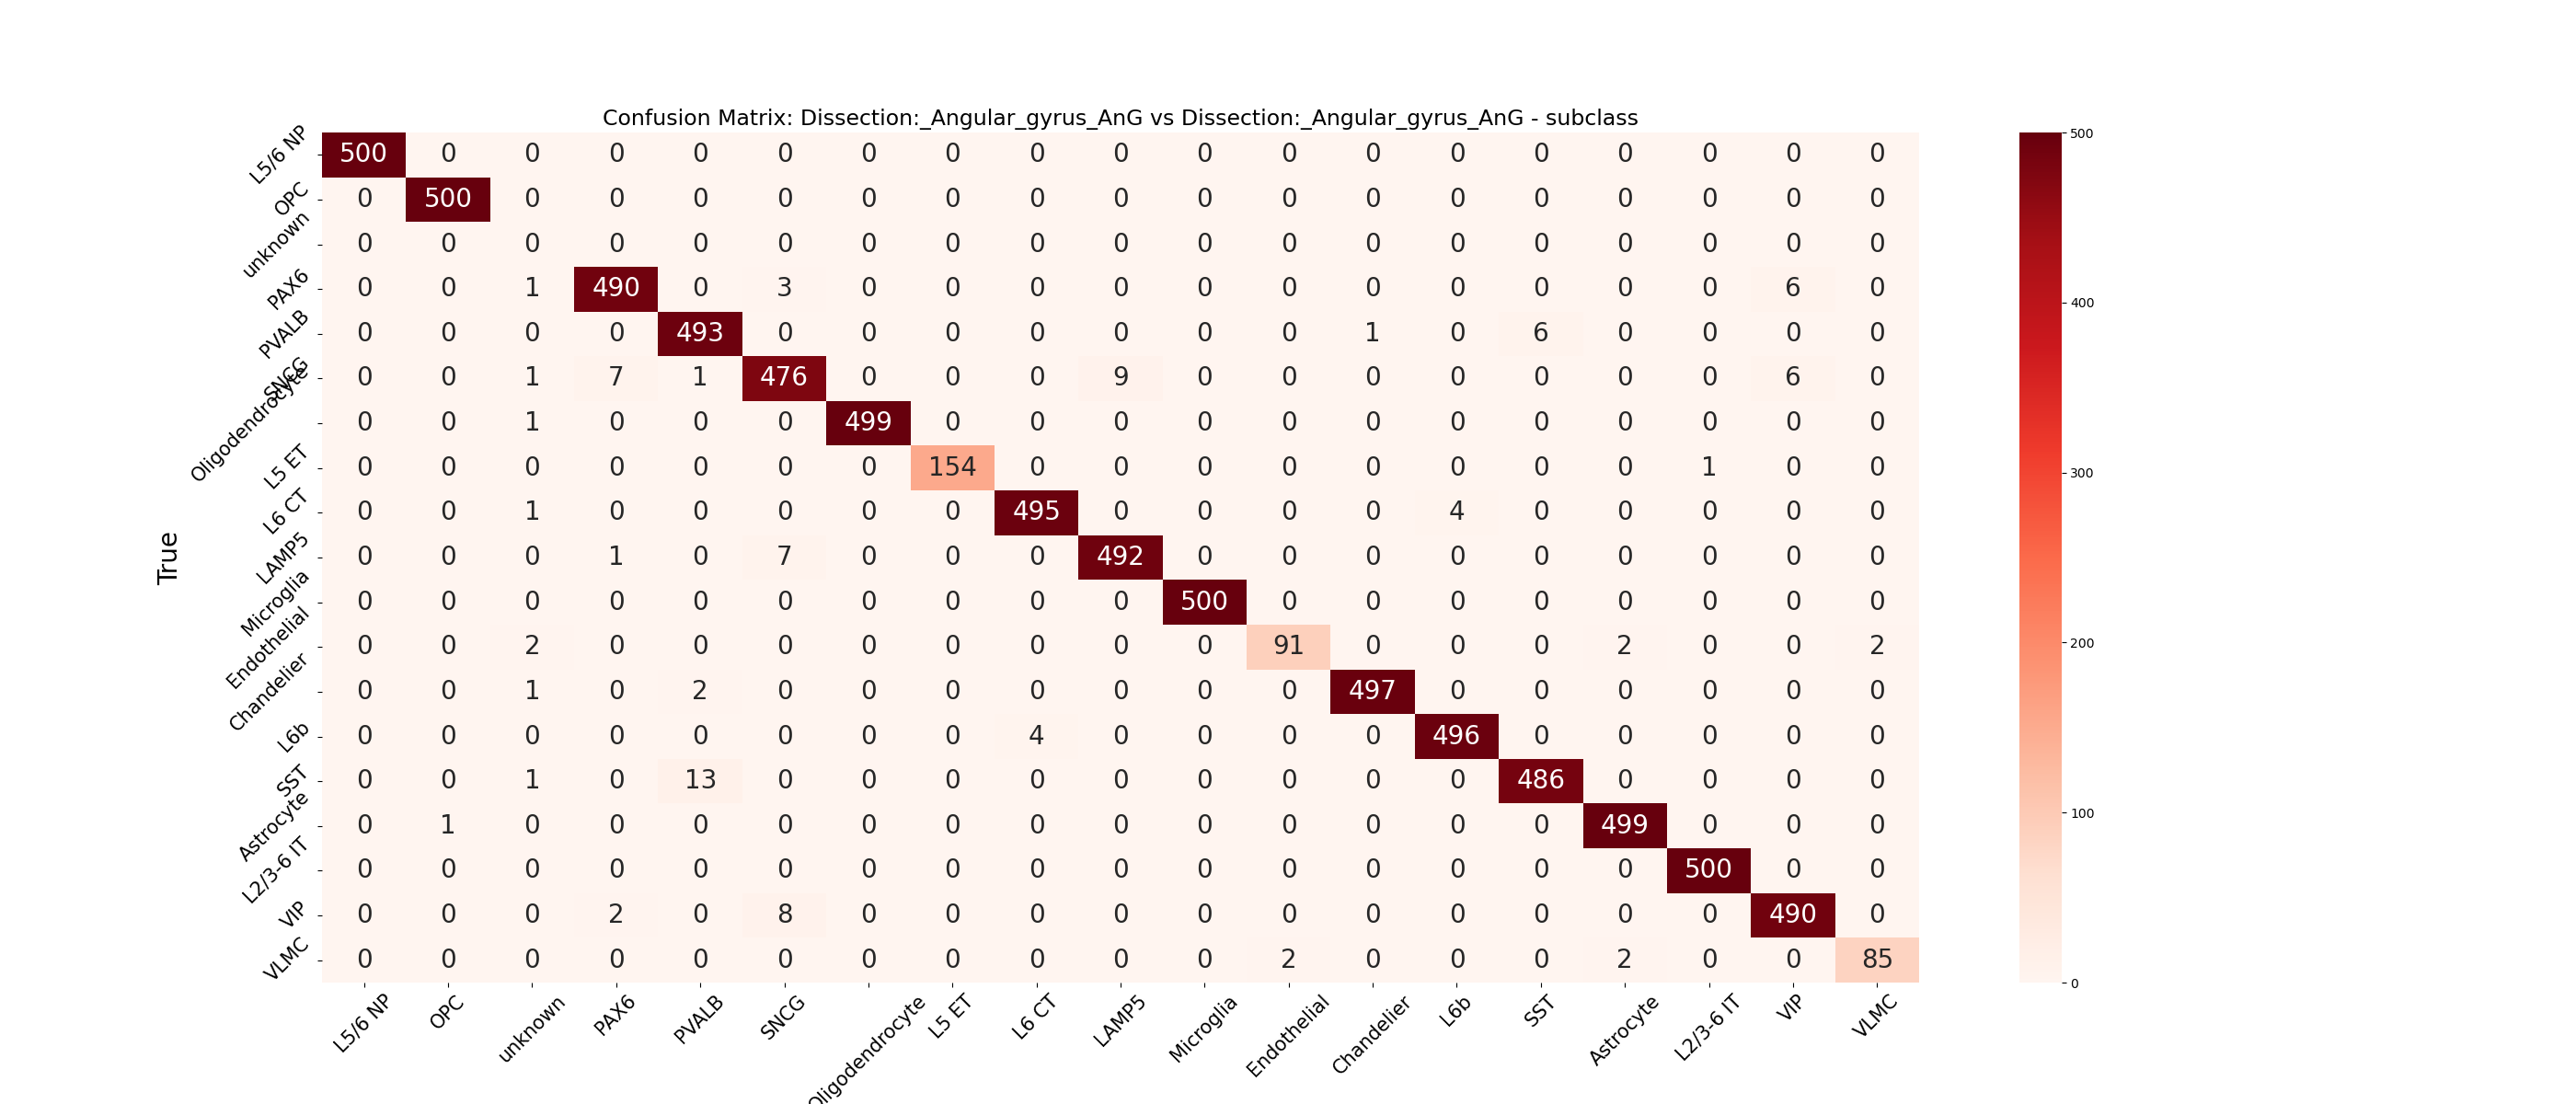 Confusion Matrix: Dissection:_Angular_gyrus_AnG vs Dissection:_Angular_gyrus_AnG - subclass
True
L5/6 NP 500 0 0 0 0 0 0 0 0 0 0 0 0 0 0 0 0 0 0
OPC 0 500 0 0 0 0 0 0 0 0 0 0 0 0 0 0 0 0 0
unknown 0 0 0 0 0 0 0 0 0 0 0 0 0 0 0 0 0 0 0
PAX6 0 0 1 490 0 3 0 0 0 0 0 0 0 0 0 0 0 6 0
PVALB 0 0 0 0 493 0 0 0 0 0 0 0 1 0 6 0 0 0 0
SNCG 0 0 1 7 1 476 0 0 0 9 0 0 0 0 0 0 0 6 0
Oligodendrocyte 0 0 1 0 0 0 499 0 0 0 0 0 0 0 0 0 0 0 0
L5 ET 0 0 0 0 0 0 0 154 0 0 0 0 0 0 0 0 1 0 0
L6 CT 0 0 1 0 0 0 0 0 495 0 0 0 0 4 0 0 0 0 0
LAMP5 0 0 0 1 0 7 0 0 0 492 0 0 0 0 0 0 0 0 0
Microglia 0 0 0 0 0 0 0 0 0 0 500 0 0 0 0 0 0 0 0
Endothelial 0 0 2 0 0 0 0 0 0 0 0 91 0 0 0 2 0 0 2
Chandelier 0 0 1 0 2 0 0 0 0 0 0 0 497 0 0 0 0 0 0
L6b 0 0 0 0 0 0 0 0 4 0 0 0 0 496 0 0 0 0 0
SST 0 0 1 0 13 0 0 0 0 0 0 0 0 0 486 0 0 0 0
Astrocyte 0 1 0 0 0 0 0 0 0 0 0 0 0 0 0 499 0 0 0
L2/3-6 IT 0 0 0 0 0 0 0 0 0 0 0 0 0 0 0 0 500 0 0
VIP 0 0 0 2 0 8 0 0 0 0 0 0 0 0 0 0 0 490 0
VLMC 0 0 0 0 0 0 0 0 0 0 0 2 0 0 0 2 0 0 85
L5/6 NP OPC unknown PAX6 PVALB SNCG Oligodendrocyte L5 ET L6 CT LAMP5 Microglia Endothelial Chandelier L6b SST Astrocyte L2/3-6 IT VIP VLMC
500
400
300
200
100
0